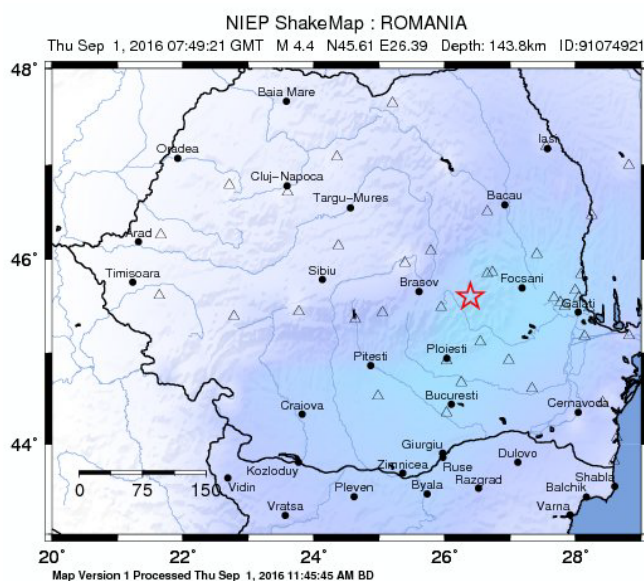 NIEP ShakeMap : ROMANIA
Thu Sep 1, 2016 07:49:21 GMT M 4.4 N45.61 E26.39 Depth: 143.8km ID:91074921
48°
Baia Mare
Oradea
Iasi
Cluj-Napoca
Targu-Mures
Bacau
Arad
46°
Timisoara
Sibiu
Brasov
Focsani
Galati
Ploiesti
Pitesti
Bucuresti
Craiova
Cernavoda
44°
Giurgiu
Kozloduy
Zimnicea
Ruse
Dulovo
0 75 150
Vidin
Pleven
Byala
Razgrad
Shabla
Balchik
Vratsa
Varna
20° 22° 24° 26° 28°
Map Version 1 Processed Thu Sep 1, 2016 11:45:45 AM BD